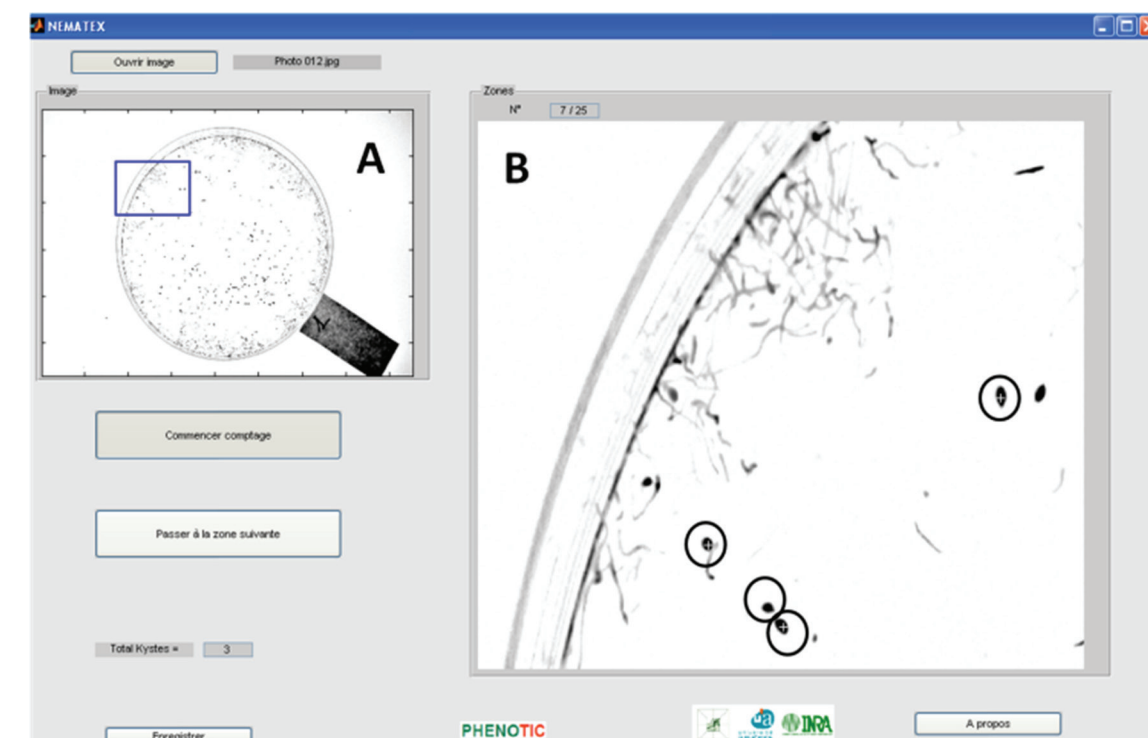 NEMATEX
Ouvrir image
Photo 012.jpg
Image
A
Commencer comptage
Passer à la zone suivante
Total Kystes =
3
Enregistrer
Zones
N°
7 / 25
B
PHENOTIC
ua
INRA
A propos